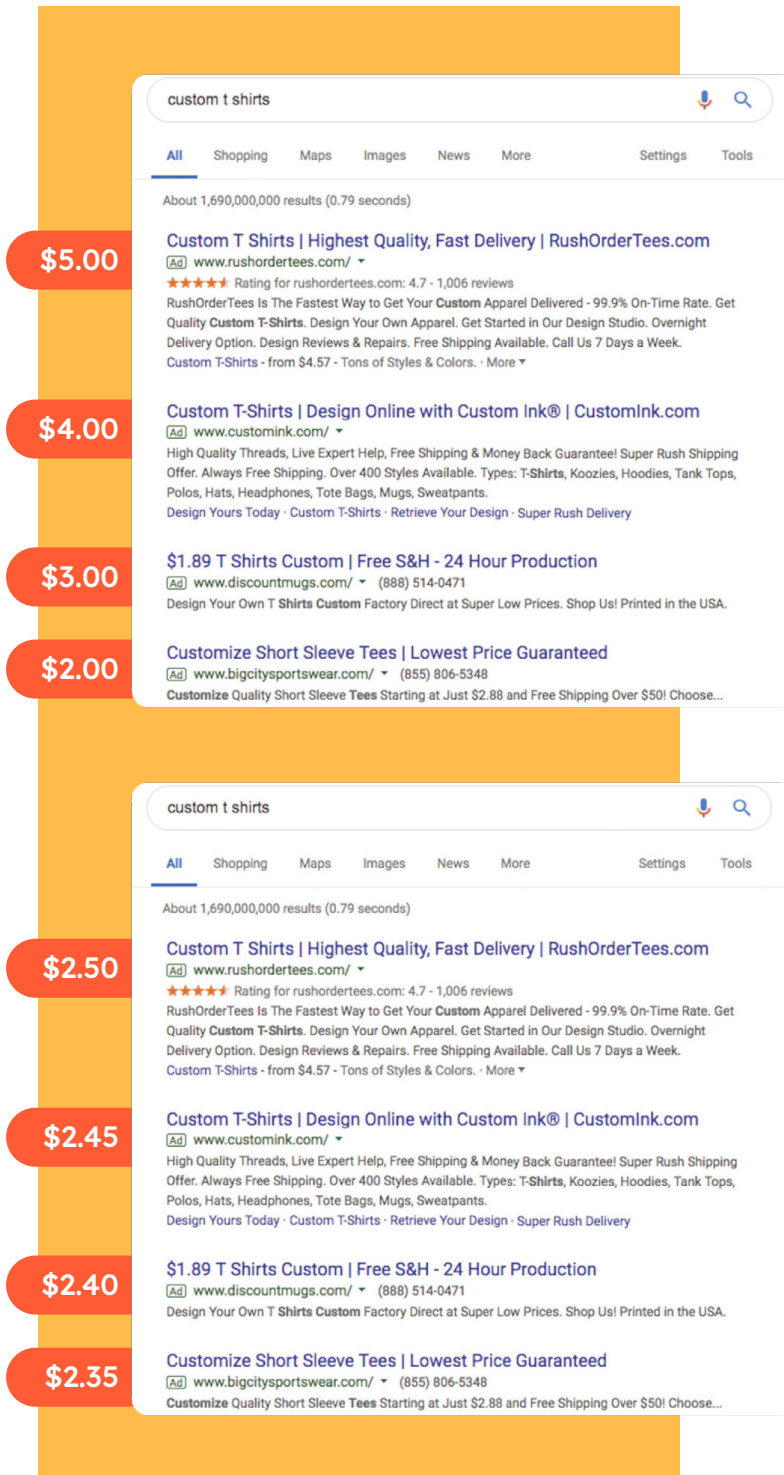 custom t shirts
All Shopping Maps Images News More Settings Tools
About 1,690,000,000 results (0.79 seconds)
$5.00
Custom T Shirts | Highest Quality, Fast Delivery | RushOrderTees.com
Ad www.rushordertees.com/
Rating for rushordertees.com: 4.7 - 1,006 reviews
RushOrderTees Is The Fastest Way to Get Your Custom Apparel Delivered - 99.9% On-Time Rate. Get
Quality Custom T-Shirts. Design Your Own Apparel. Get Started in Our Design Studio. Overnight
Delivery Option. Design Reviews & Repairs. Free Shipping Available. Call Us 7 Days a Week.
Custom T-Shirts - from $4.57 - Tons of Styles & Colors. · More ▾
$4.00
Custom T-Shirts | Design Online with Custom Ink® | CustomInk.com
Ad www.customink.com/
High Quality Threads, Live Expert Help, Free Shipping & Money Back Guarantee! Super Rush Shipping
Offer. Always Free Shipping. Over 400 Styles Available. Types: T-Shirts, Koozies, Hoodies, Tank Tops,
Polos, Hats, Headphones, Tote Bags, Mugs, Sweatpants.
Design Yours Today · Custom T-Shirts · Retrieve Your Design · Super Rush Delivery
$3.00
$1.89 T Shirts Custom | Free S&H - 24 Hour Production
Ad www.discountmugs.com/ (888) 514-0471
Design Your Own T Shirts Custom Factory Direct at Super Low Prices. Shop Us! Printed in the USA.
$2.00
Customize Short Sleeve Tees | Lowest Price Guaranteed
Ad www.bigcitysportswear.com/ (855) 806-5348
Customize Quality Short Sleeve Tees Starting at Just $2.88 and Free Shipping Over $50! Choose...
custom t shirts
All Shopping Maps Images News More Settings Tools
About 1,690,000,000 results (0.79 seconds)
$2.50
Custom T Shirts | Highest Quality, Fast Delivery | RushOrderTees.com
Ad www.rushordertees.com/
Rating for rushordertees.com: 4.7 - 1,006 reviews
RushOrderTees Is The Fastest Way to Get Your Custom Apparel Delivered - 99.9% On-Time Rate. Get
Quality Custom T-Shirts. Design Your Own Apparel. Get Started in Our Design Studio. Overnight
Delivery Option. Design Reviews & Repairs. Free Shipping Available. Call Us 7 Days a Week.
Custom T-Shirts - from $4.57 - Tons of Styles & Colors. · More ▾
$2.45
Custom T-Shirts | Design Online with Custom Ink® | CustomInk.com
Ad www.customink.com/
High Quality Threads, Live Expert Help, Free Shipping & Money Back Guarantee! Super Rush Shipping
Offer. Always Free Shipping. Over 400 Styles Available. Types: T-Shirts, Koozies, Hoodies, Tank Tops,
Polos, Hats, Headphones, Tote Bags, Mugs, Sweatpants.
Design Yours Today · Custom T-Shirts · Retrieve Your Design · Super Rush Delivery
$2.40
$1.89 T Shirts Custom | Free S&H - 24 Hour Production
Ad www.discountmugs.com/ (888) 514-0471
Design Your Own T Shirts Custom Factory Direct at Super Low Prices. Shop Us! Printed in the USA.
$2.35
Customize Short Sleeve Tees | Lowest Price Guaranteed
Ad www.bigcitysportswear.com/ (855) 806-5348
Customize Quality Short Sleeve Tees Starting at Just $2.88 and Free Shipping Over $50! Choose...